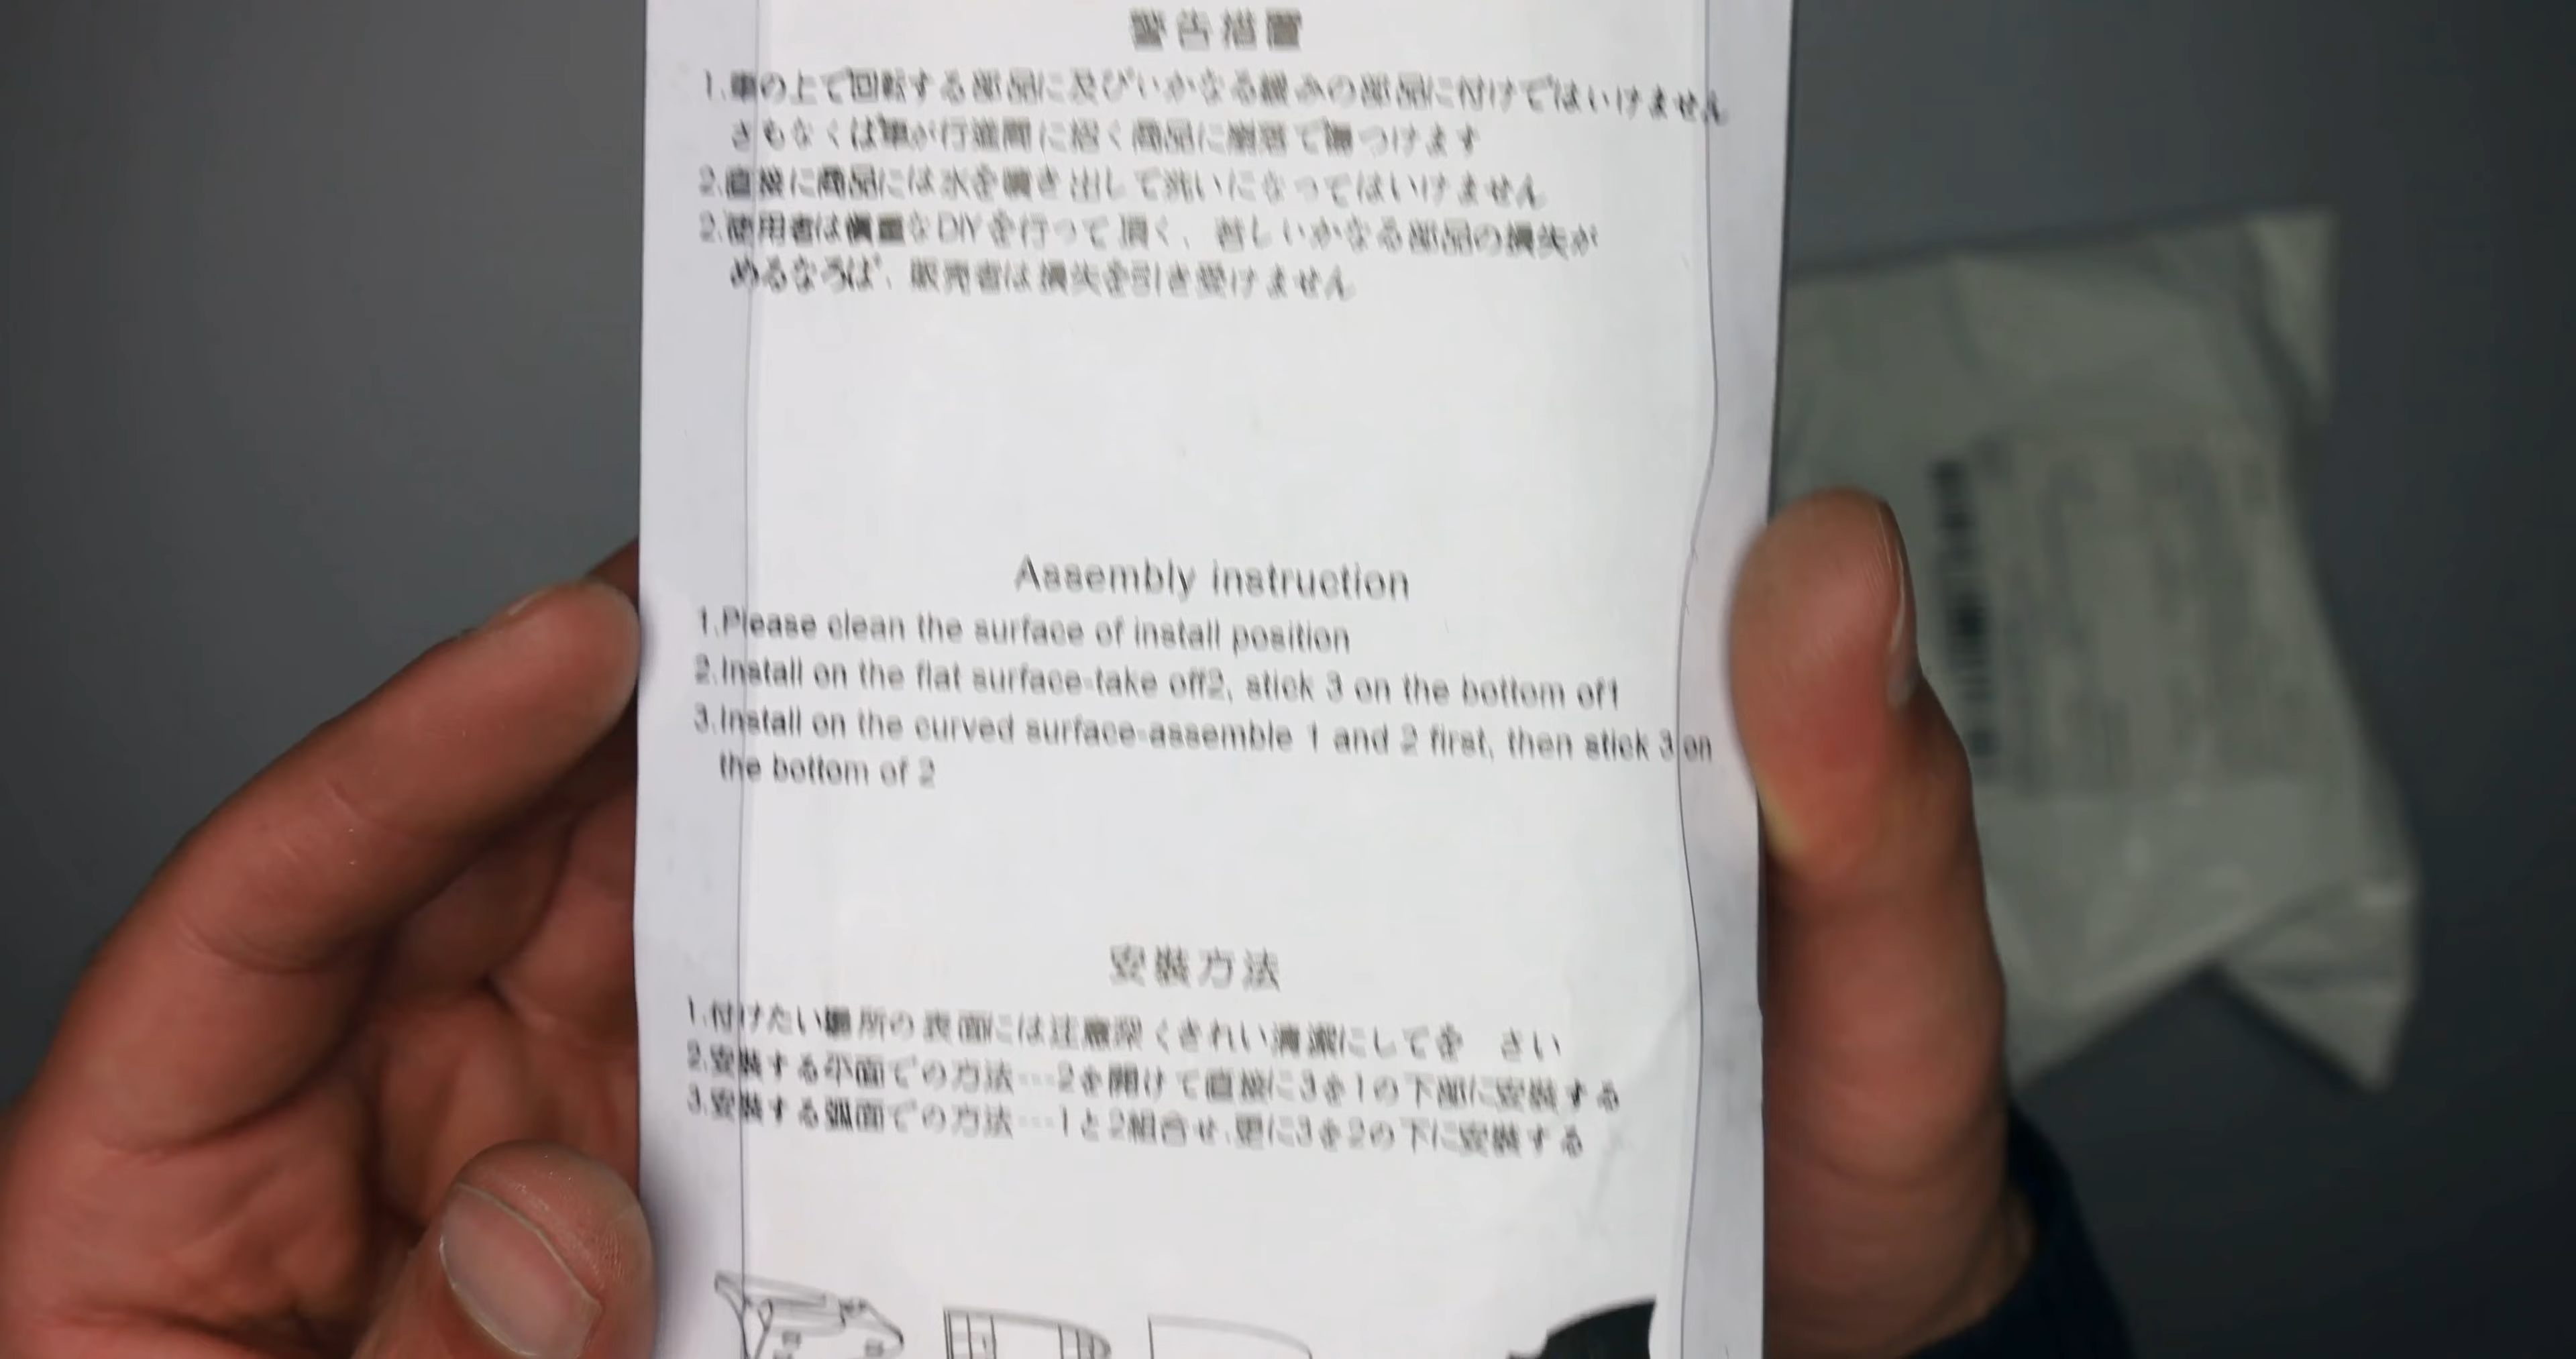 警告措置
1.車の上で回転する部品に及びいかなる緩みの部品に付けてはいけません
さもなくば車が行進間に招く商品に崩落で傷つけます
2.直接に商品には水を噴き出して洗いになってはいけません
2.使用者は慎重なDIYを行って頂く、若しいかなる部品の損失が
めるなろば、販売者は損失を引き受けません
Assembly instruction
1.Please clean the surface of install position
2.Install on the flat surface-take off2, stick 3 on the bottom of1
3.Install on the curved surface-assemble 1 and 2 first, then stick 3 on
the bottom of 2
安裝方法
1.付けたい場所の表面には注意深くきれい清潔にしてを さい
2.安裝する平面での方法…2を開けて直接に3を1の下部に安裝する
3.安裝する弧面での方法…1と2組合せ,更に3を2の下に安裝する